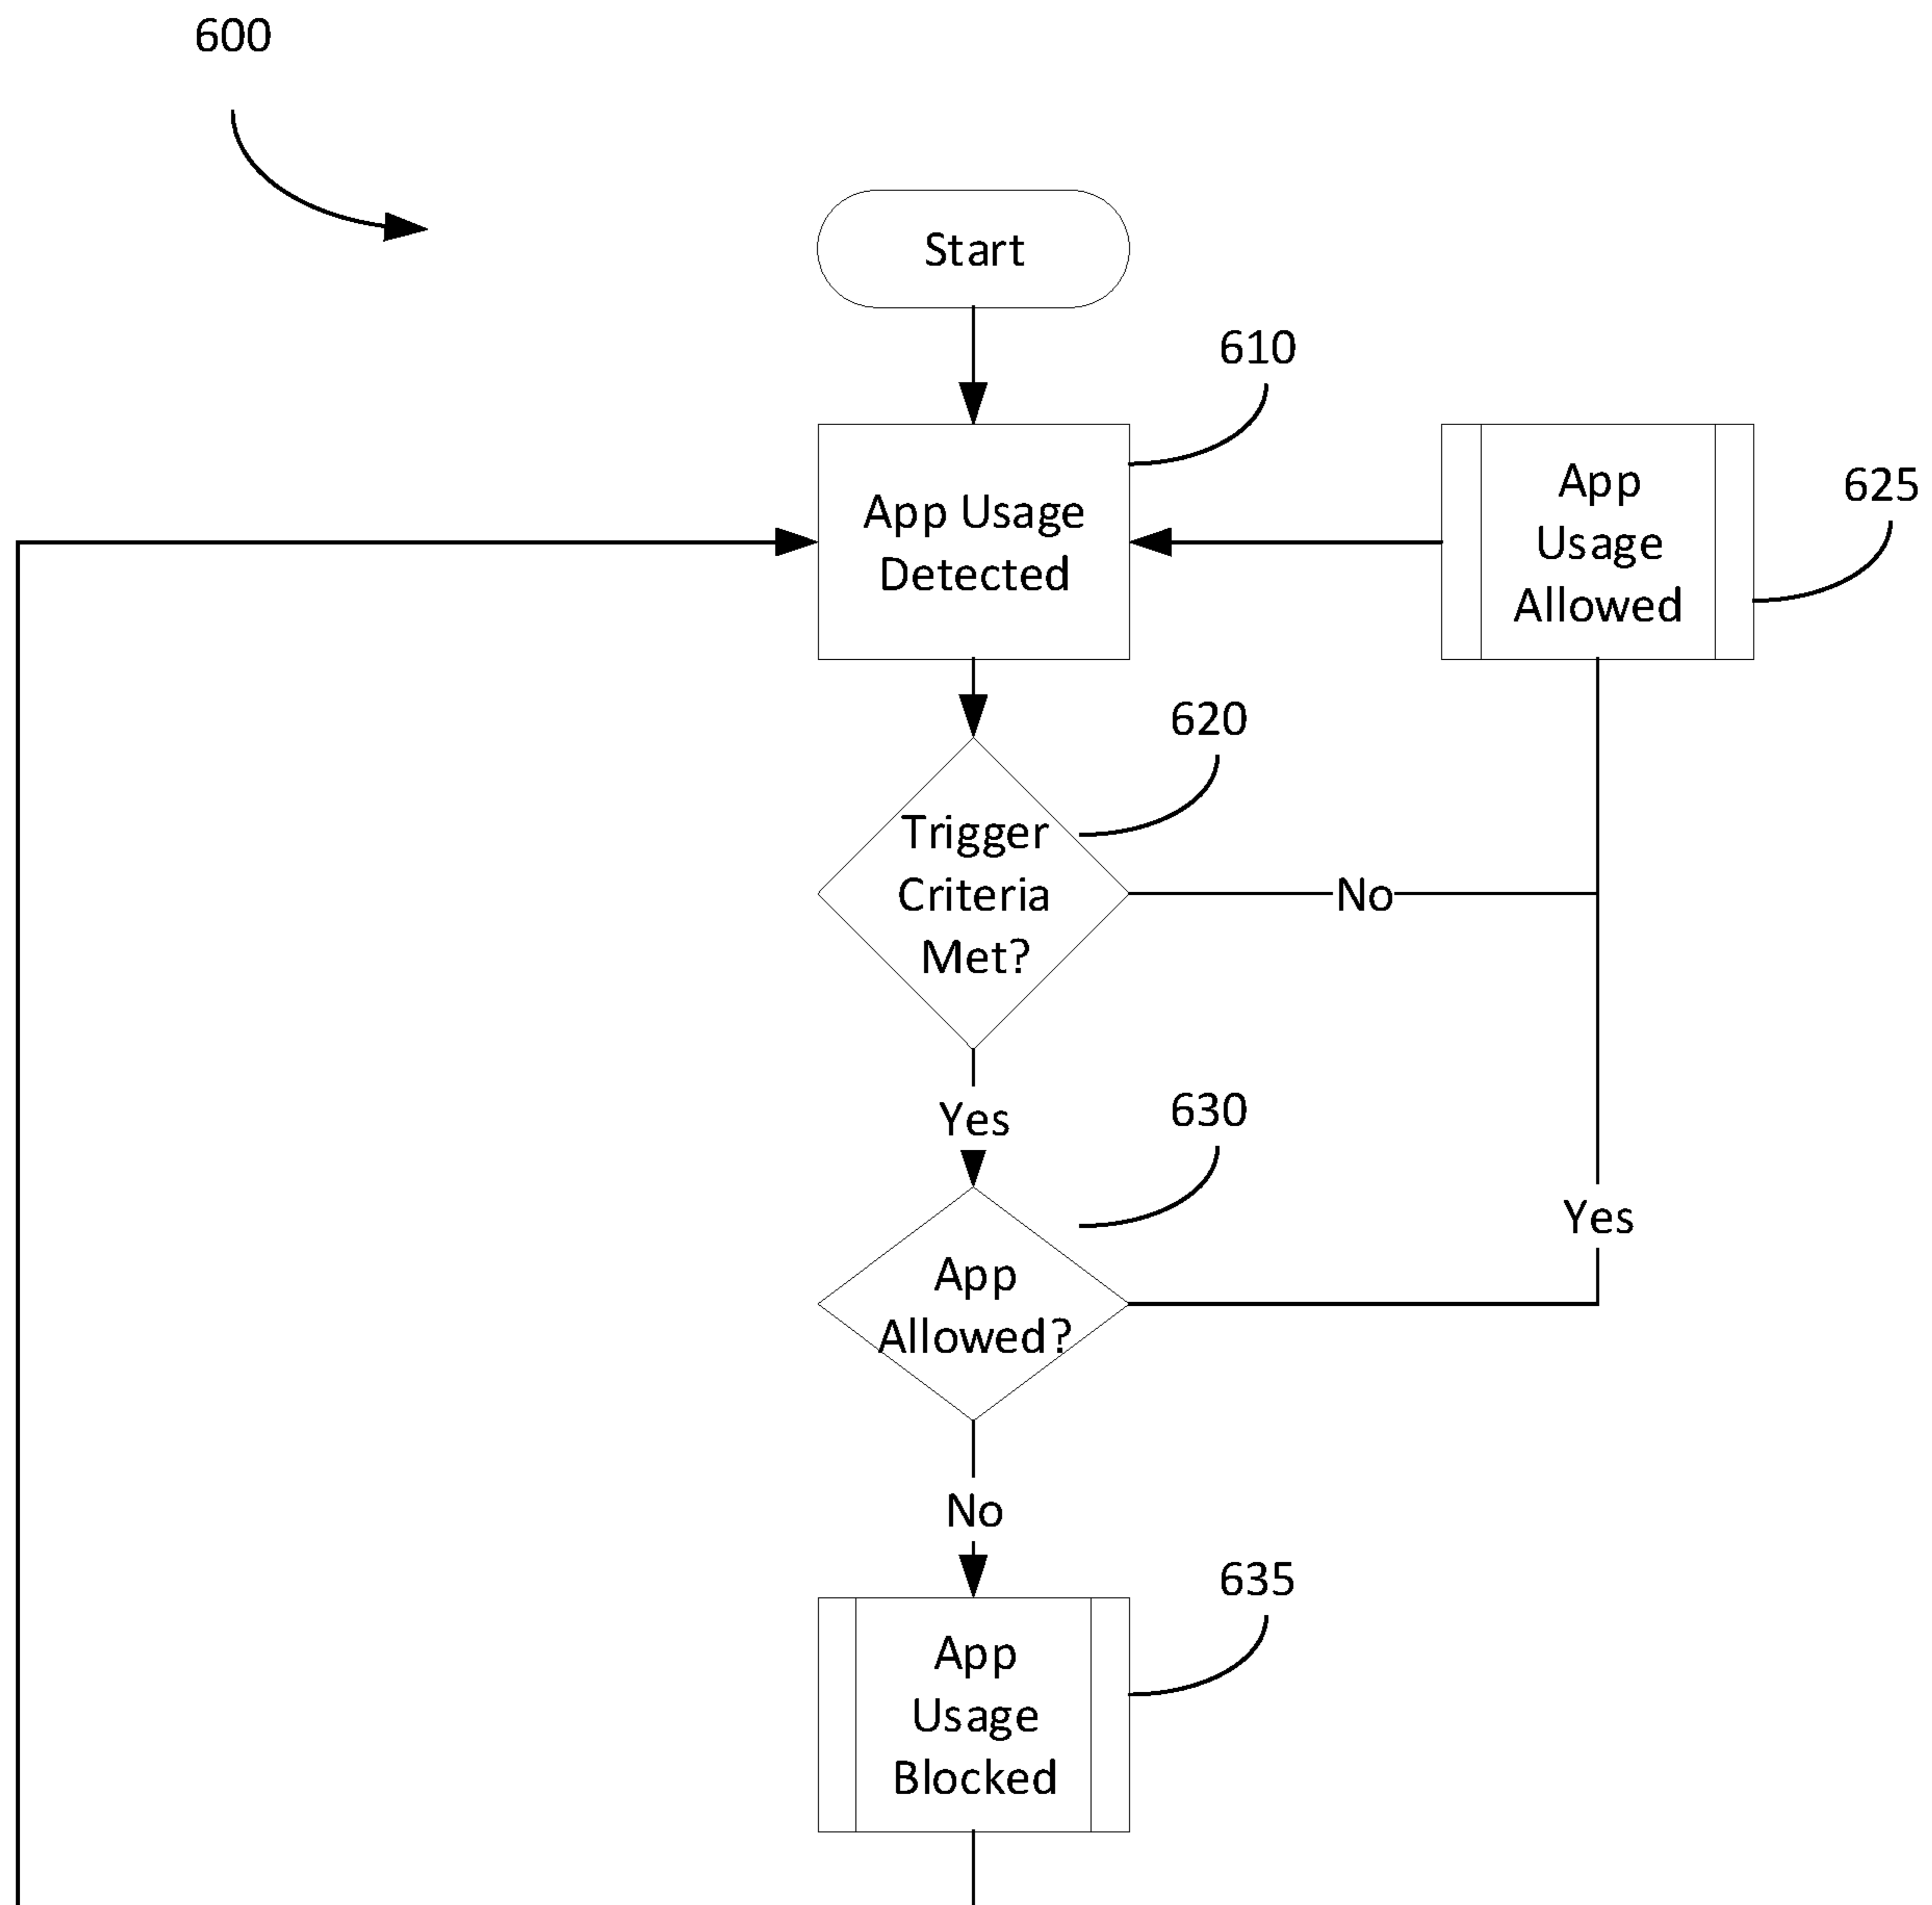 600
Start
610
App Usage
Detected
App
Usage
Allowed
625
620
Trigger
Criteria
Met?
No
Yes
630
Yes
App
Allowed?
No
635
App
Usage
Blocked